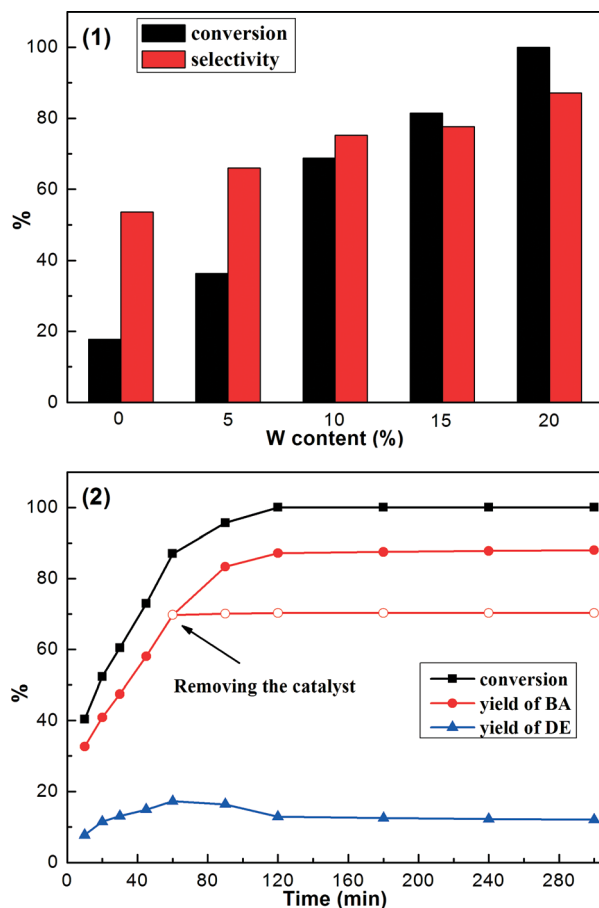 (1)
conversion
selectivity
100
80
60
40
20
0
%
0 5 10 15 20
W content (%)
(2)
100
80
60
40
20
0
%
Removing the catalyst
conversion
yield of BA
yield of DE
0 40 80 120 160 200 240 280
Time (min)